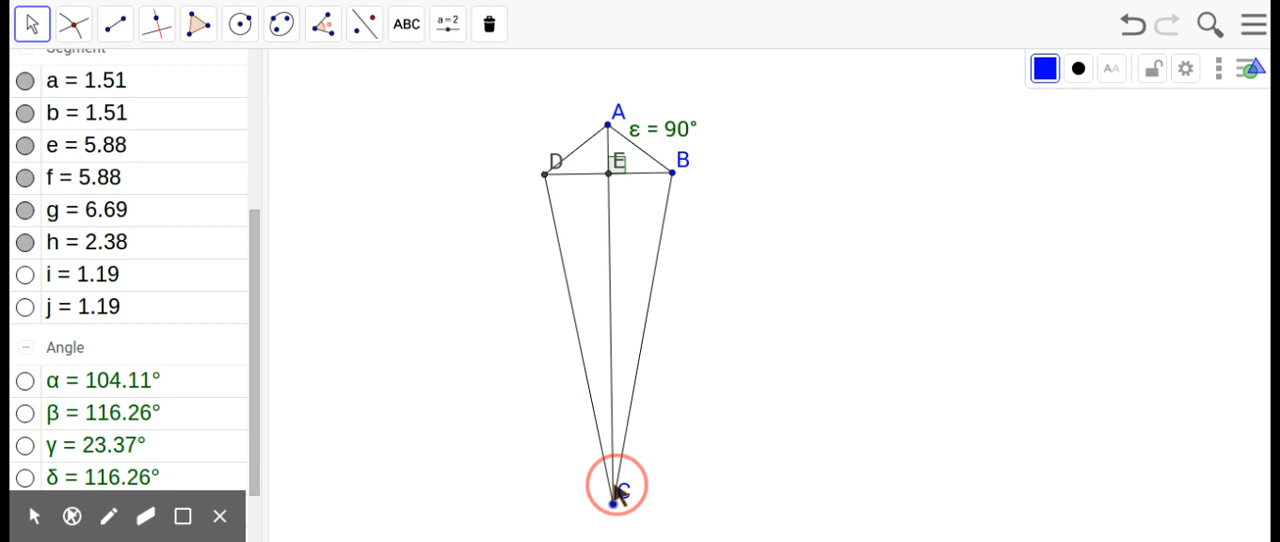 ABC
a=2
Segment
AA
a = 1.51
b = 1.51
e = 5.88
f = 5.88
g = 6.69
h = 2.38
i = 1.19
j = 1.19
Angle
α = 104.11°
β = 116.26°
γ = 23.37°
δ = 116.26°
A
ε = 90°
D
E
B
C